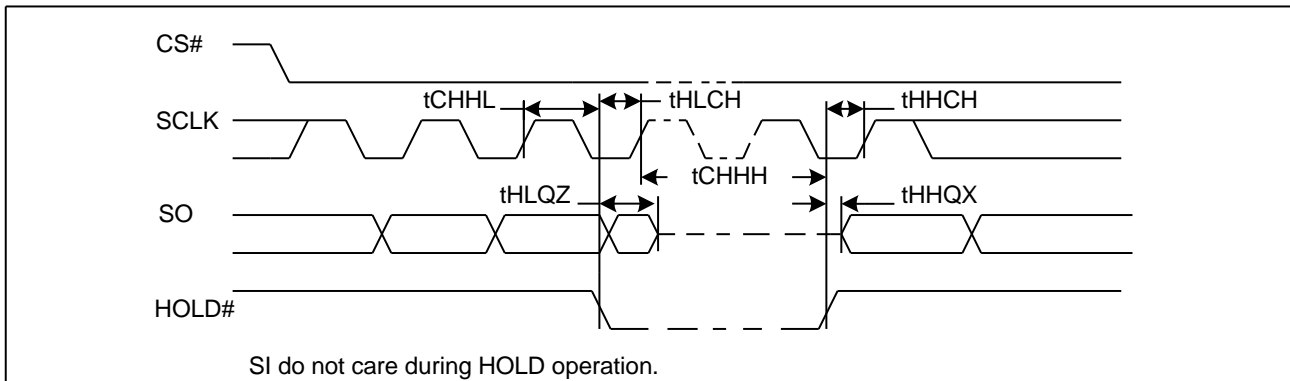 CS#
tCHHL
tHLCH
tHHCH
SCLK
tCHHH
tHLQZ
tHHQX
SO
HOLD#
SI do not care during HOLD operation.